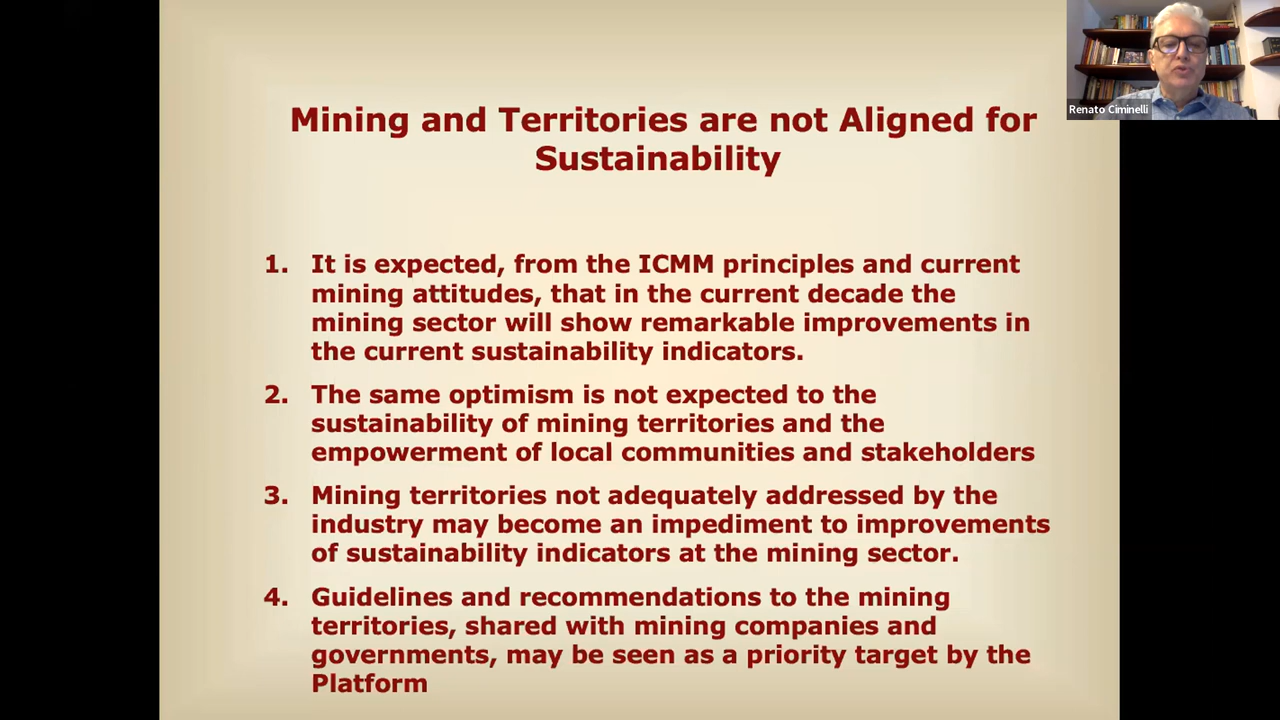 Renato Ciminelli
Mining and Territories are not Aligned for
Sustainability
1. It is expected, from the ICMM principles and current
mining attitudes, that in the current decade the
mining sector will show remarkable improvements in
the current sustainability indicators.
2. The same optimism is not expected to the
sustainability of mining territories and the
empowerment of local communities and stakeholders
3. Mining territories not adequately addressed by the
industry may become an impediment to improvements
of sustainability indicators at the mining sector.
4. Guidelines and recommendations to the mining
territories, shared with mining companies and
governments, may be seen as a priority target by the
Platform